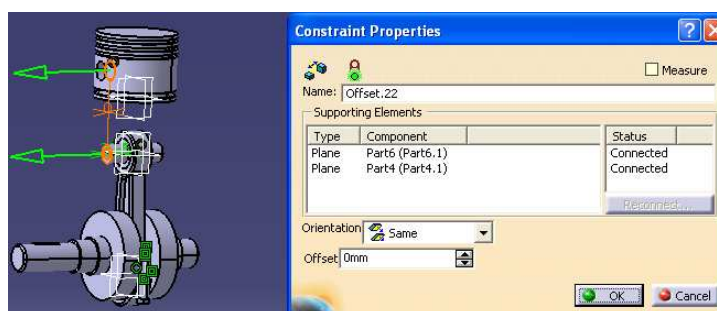 Constraint Properties
Measure
Name: Offset.22
Supporting Elements
Type Component Status
Plane Part6 (Part6.1) Connected
Plane Part4 (Part4.1) Connected
Reconnect...
Orientation Same
Offset 0mm
OK Cancel